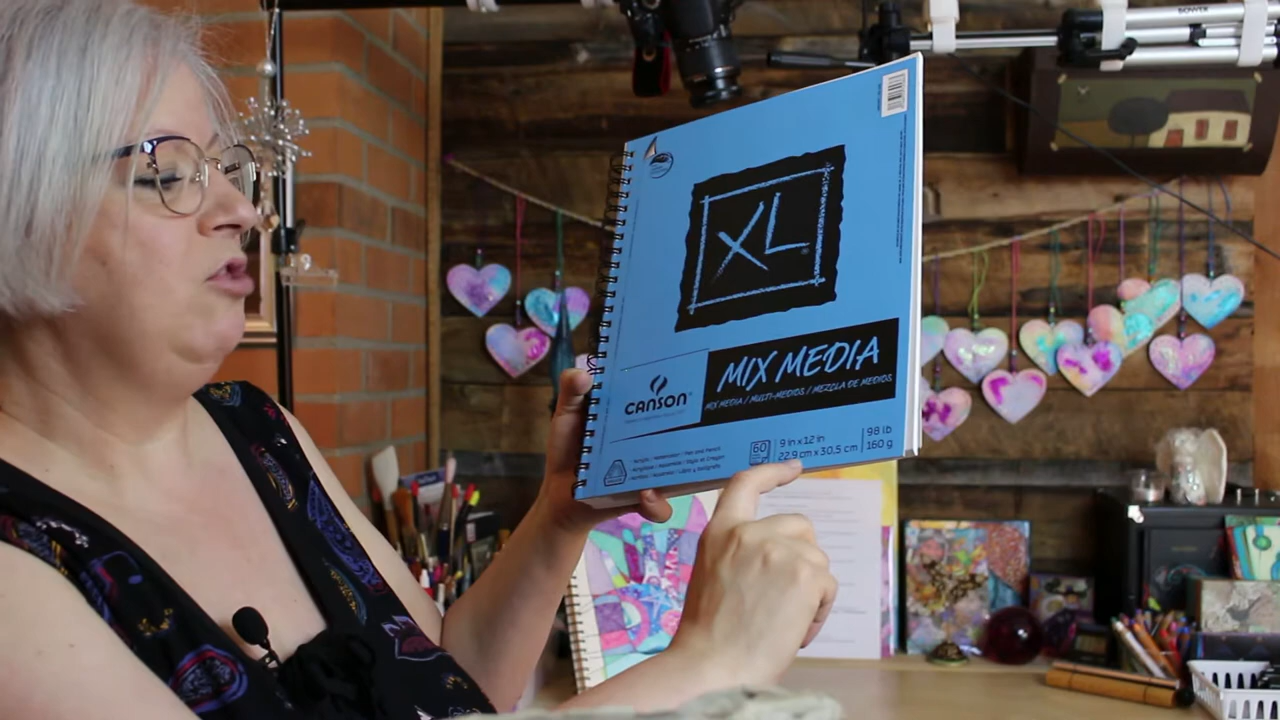 BOWER
XL
MIX MEDIA
MIX MEDIA / MULTI-MEDIOS / MEZCLA DE MEDIOS
CANSON
60
9 in x 12 in
22.9 cm x 30.5 cm
98 lb
160 g